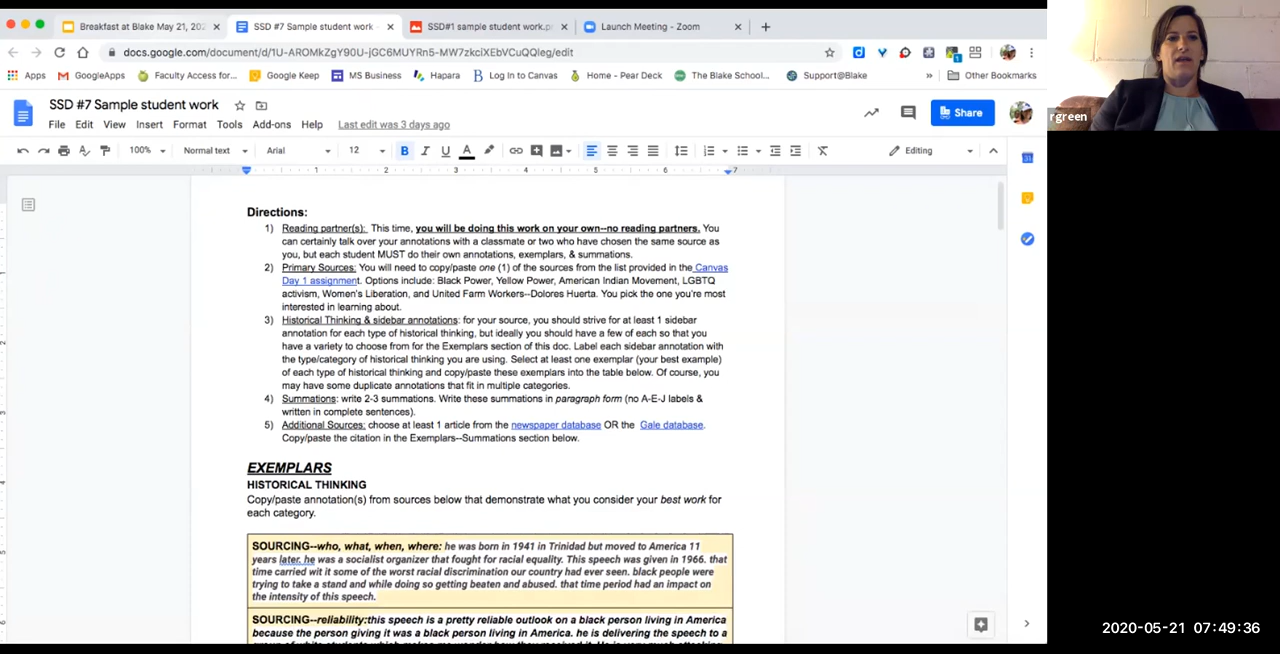 Breakfast at Blake May 21, 202
SSD #7 Sample student work
SSD#1 sample student work.p
Launch Meeting - Zoom
docs.google.com/document/d/1U-AROMkZgY90U-jGC6MUYRn5-MW7zkclXEbVCuQQleg/edit
Apps GoogleApps Faculty Access for... Google Keep MS Business Hapara Log In to Canvas Home - Pear Deck The Blake School... Support@Blake » Other Bookmarks
rgreen
SSD #7 Sample student work
Share
File Edit View Insert Format Tools Add-ons Help Last edit was 3 days ago
100% Normal text Arial 12 B I U A Editing
1 2 3 4 5 6 7
Directions:
1) Reading partner(s): This time, you will be doing this work on your own--no reading partners. You
can certainly talk over your annotations with a classmate or two who have chosen the same source as
you, but each student MUST do their own annotations, exemplars, & summations.
2) Primary Sources: You will need to copy/paste one (1) of the sources from the list provided in the Canvas
Day 1 assignment. Options include: Black Power, Yellow Power, American Indian Movement, LGBTQ
activism, Women's Liberation, and United Farm Workers--Dolores Huerta. You pick the one you're most
interested in learning about.
3) Historical Thinking & sidebar annotations: for your source, you should strive for at least 1 sidebar
annotation for each type of historical thinking, but ideally you should have a few of each so that you
have a variety to choose from for the Exemplars section of this doc. Label each sidebar annotation with
the type/category of historical thinking you are using. Select at least one exemplar (your best example)
of each type of historical thinking and copy/paste these exemplars into the table below. Of course, you
may have some duplicate annotations that fit in multiple categories.
4) Summations: write 2-3 summations. Write these summations in paragraph form (no A-E-J labels &
written in complete sentences).
5) Additional Sources: choose at least 1 article from the newspaper database OR the Gale database.
Copy/paste the citation in the Exemplars--Summations section below.
EXEMPLARS
HISTORICAL THINKING
Copy/paste annotation(s) from sources below that demonstrate what you consider your best work for
each category.
SOURCING--who, what, when, where: he was born in 1941 in Trinidad but moved to America 11
years later. he was a socialist organizer that fought for racial equality. This speech was given in 1966. that
time carried wit it some of the worst racial discrimination our country had ever seen. black people were
trying to take a stand and while doing so getting beaten and abused. that time period had an impact on
the intensity of this speech.
SOURCING--reliability:this speech is a pretty reliable outlook on a black person living in America
because the person giving it was a black person living in America. he is delivering the speech to a
2020-05-21 07:49:36